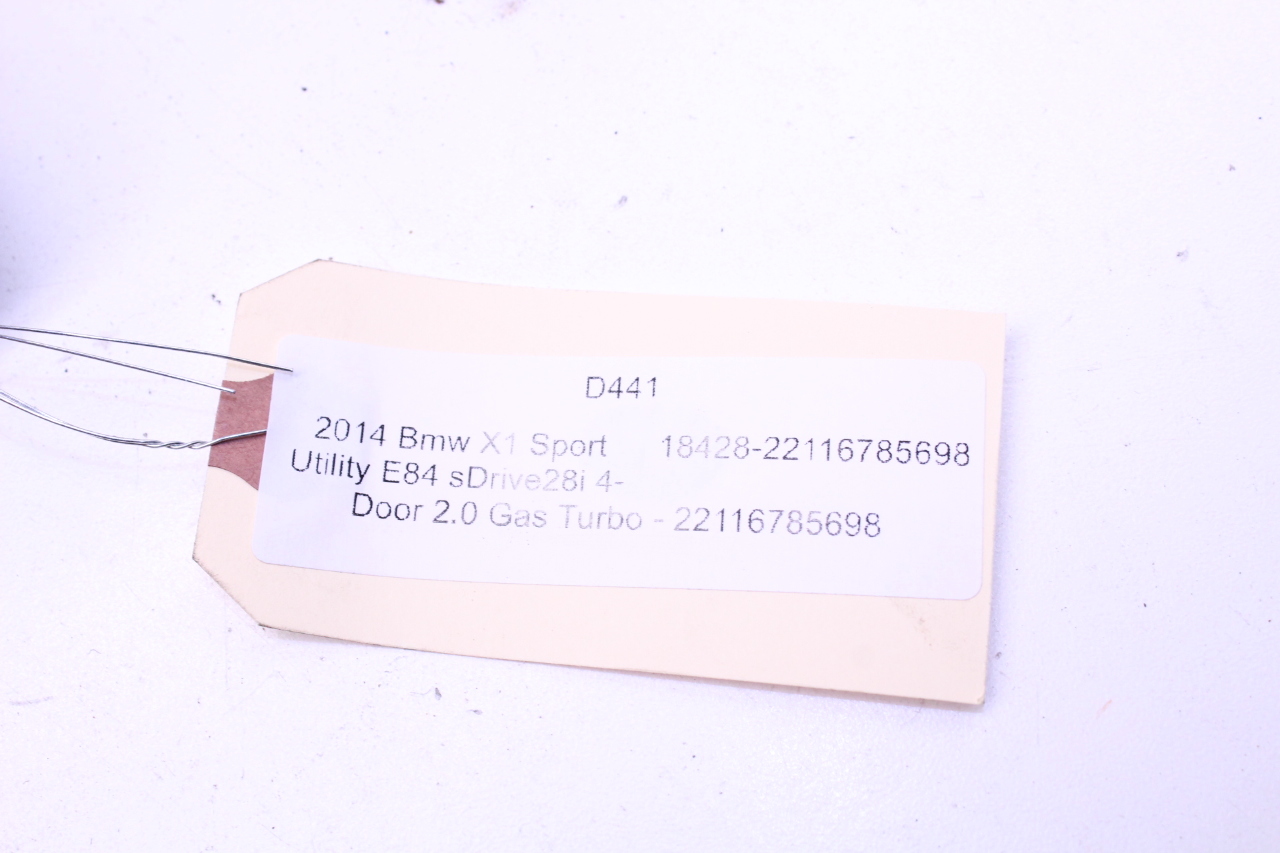 D441
2014 Bmw X1 Sport 18428-22116785698
Utility E84 sDrive28i 4-
Door 2.0 Gas Turbo - 22116785698